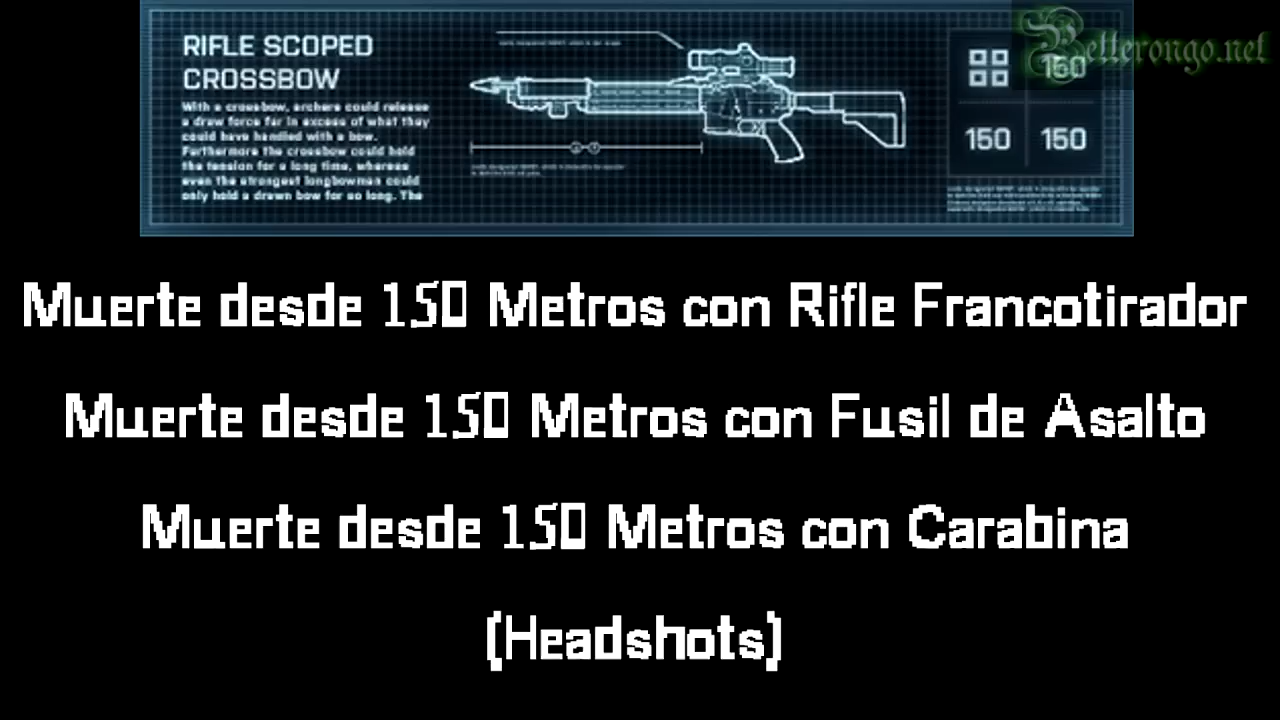 RIFLE SCOPED
CROSSBOW
With a crossbow, archers could release
a draw force far in excess of what they
could have handled with a bow.
Furthermore the crossbow could hold
the tension for a long time, whereas
even the strongest longbowman could
only hold a drawn bow for so long. The
150
150 150
Betterongo.net
Muerte desde 150 Metros con Rifle Francotirador
Muerte desde 150 Metros con Fusil de Asalto
Muerte desde 150 Metros con Carabina
(Headshots)